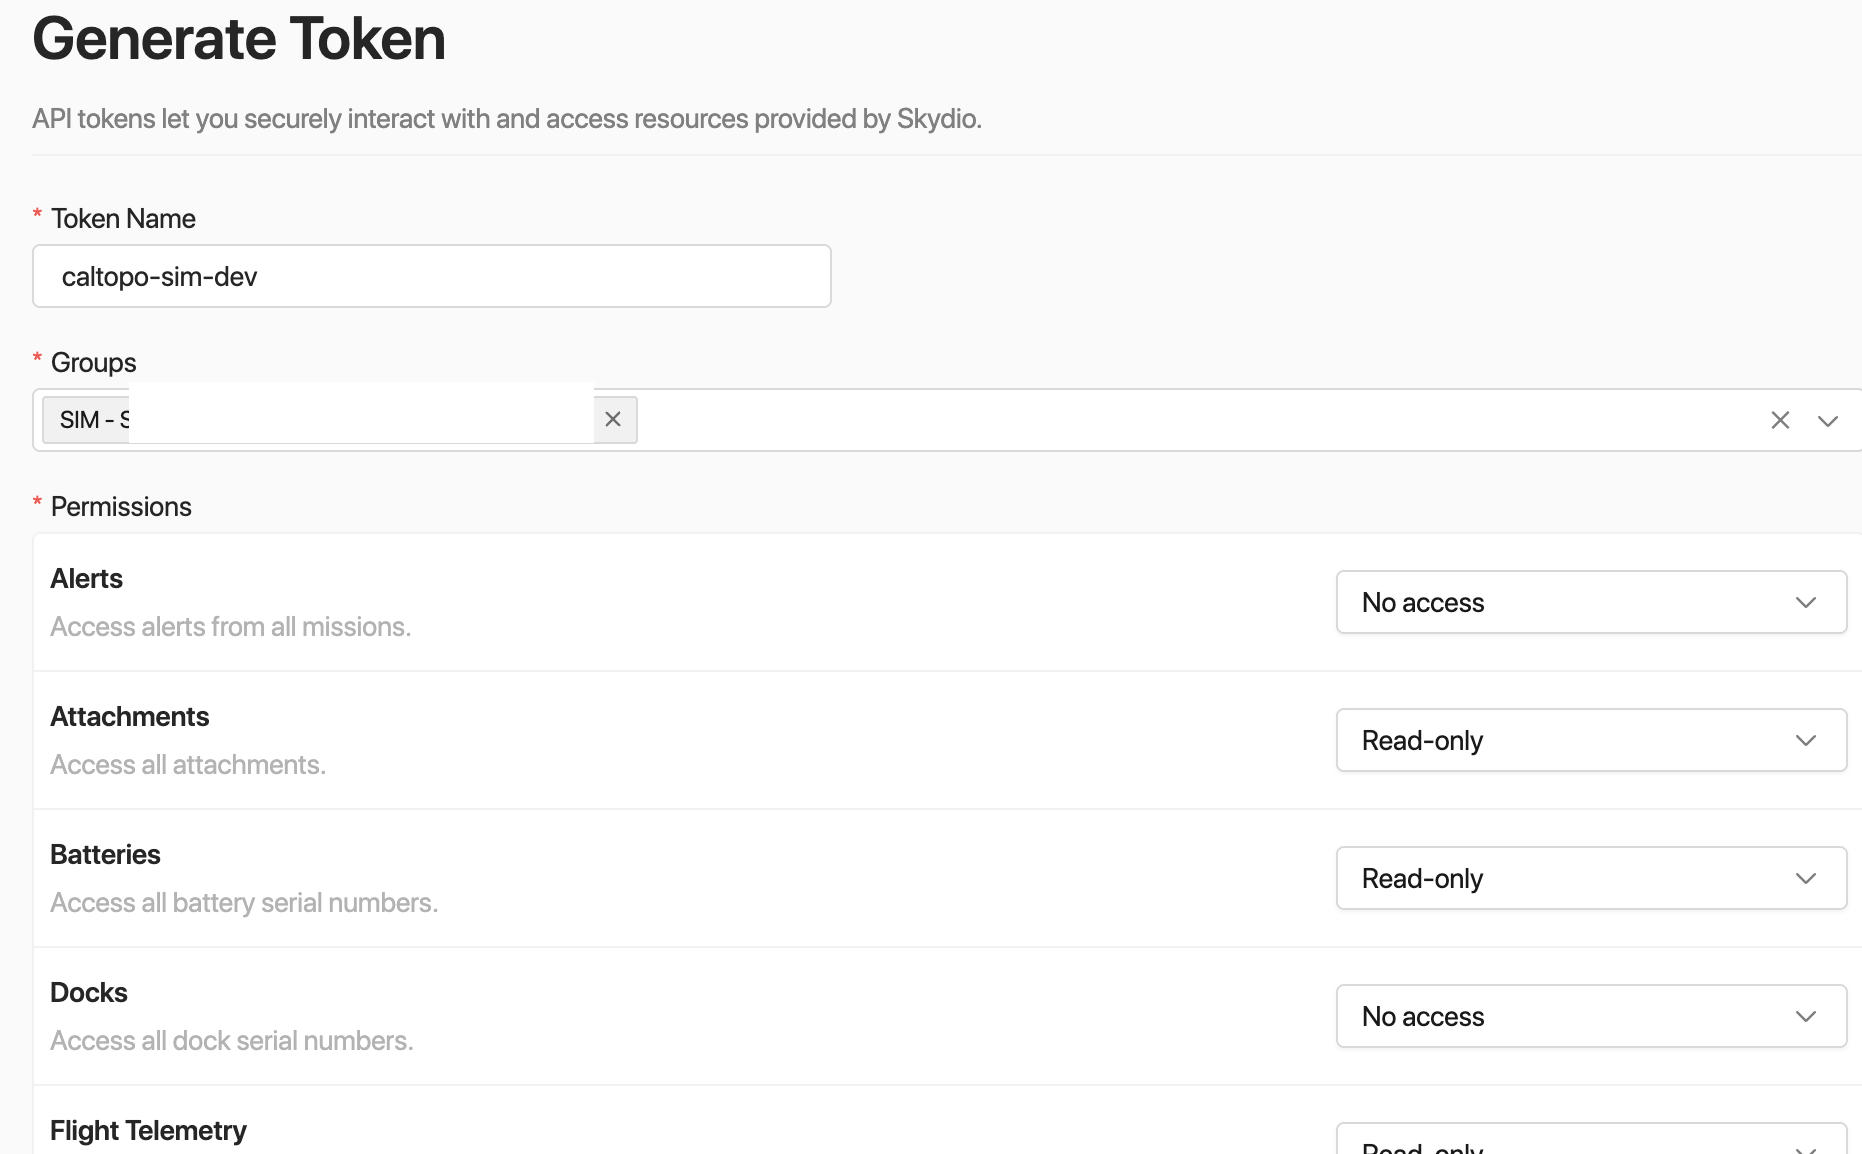 Generate Token
API tokens let you securely interact with and access resources provided by Skydio.
* Token Name
caltopo-sim-dev
* Groups
SIM -
* Permissions
Alerts
No access
Access alerts from all missions.
Attachments
Read-only
Access all attachments.
Batteries
Read-only
Access all battery serial numbers.
Docks
No access
Access all dock serial numbers.
Flight Telemetry
Read-only